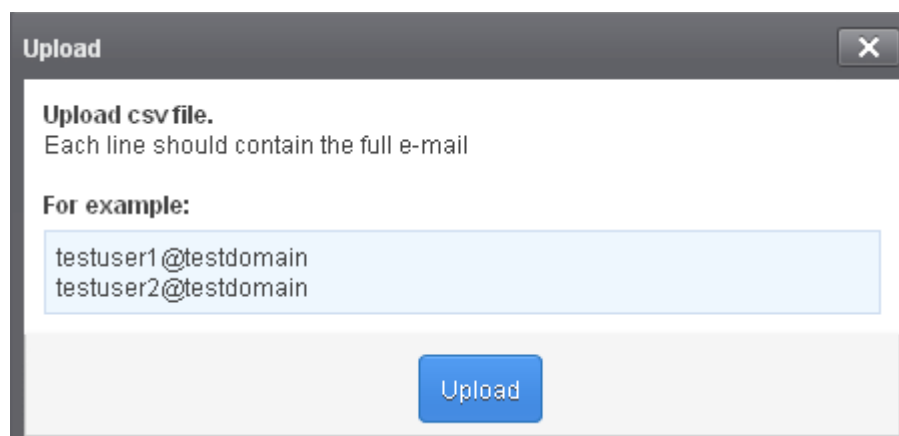 Upload
Upload csv file.
Each line should contain the full e-mail
For example:
testuser1@testdomain
testuser2@testdomain
Upload